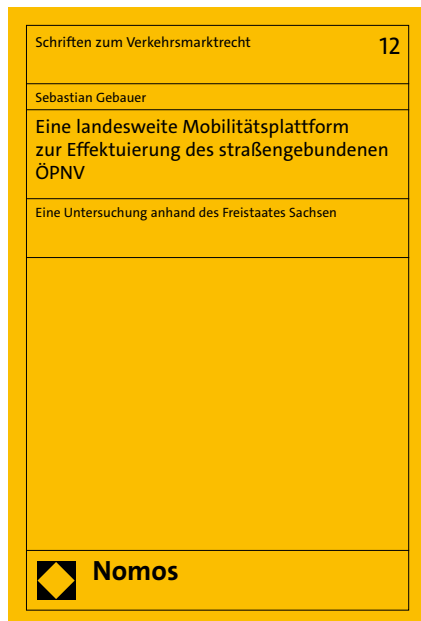 Schriften zum Verkehrsmarktrecht 12
Sebastian Gebauer
Eine landesweite Mobilitätsplattform
zur Effektuierung des straßengebundenen
ÖPNV
Eine Untersuchung anhand des Freistaates Sachsen
Nomos